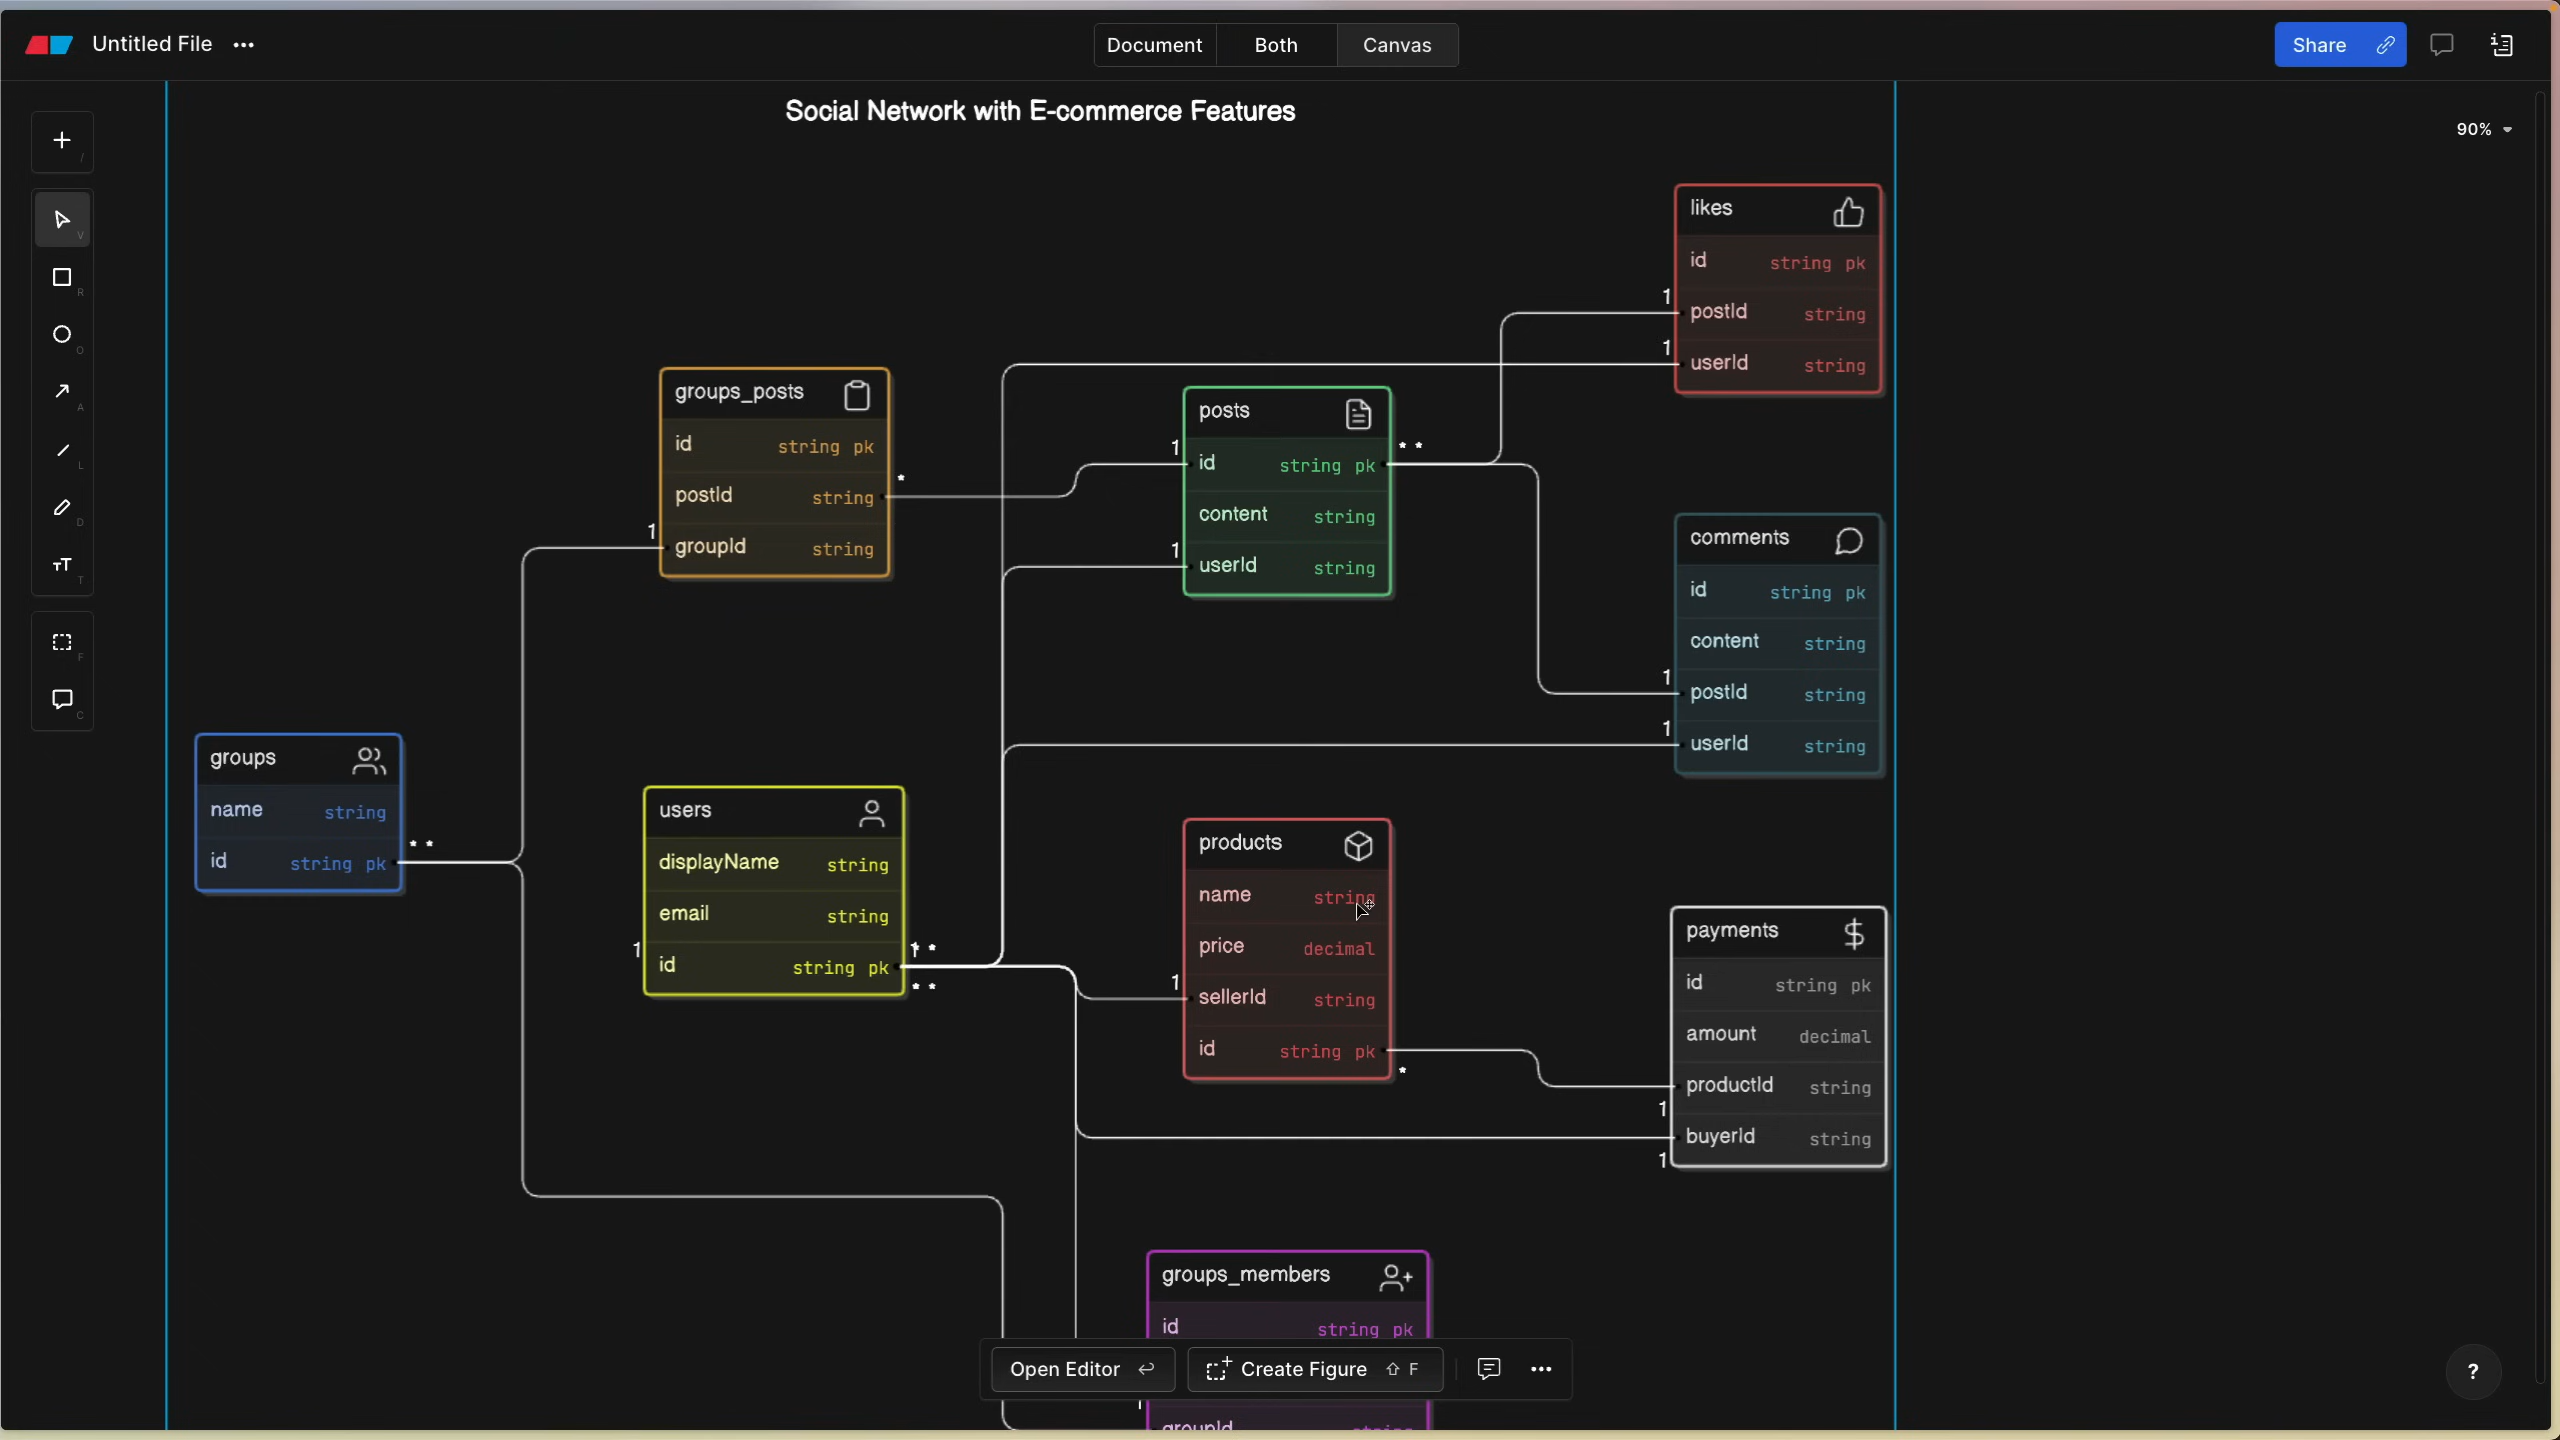 Untitled File
Document Both Canvas
Share
Social Network with E-commerce Features
90%
/
V
R
O
A
L
D
T
F
C
likes
id string pk
1
postId string
1
userId string
groups_posts
id string pk
*
postId string
1
groupId string
posts
1
* *
id string pk
content string
1
userId string
comments
id string pk
content string
1
postId string
1
userId string
groups
name string
* *
id string pk
users
displayName string
email string
1
1 * *
id string pk
* *
products
name string
price decimal
1
sellerId string
id string pk
*
payments
id string pk
amount decimal
productId string
1
buyerId string
1
groups_members
id string pk
Open Editor
Create Figure F
?
groupId string